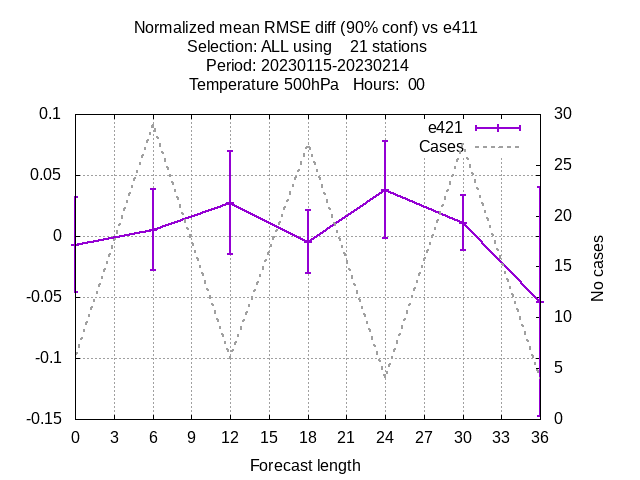 Normalized mean RMSE diff (90% conf) vs e411
Selection: ALL using    21 stations
Period: 20230115-20230214
Temperature 500hPa   Hours:  00
e421
Cases
0.1
0.05
0
-0.05
-0.1
-0.15
30
25
20
15
10
5
0
No cases
0 3 6 9 12 15 18 21 24 27 30 33 36
Forecast length